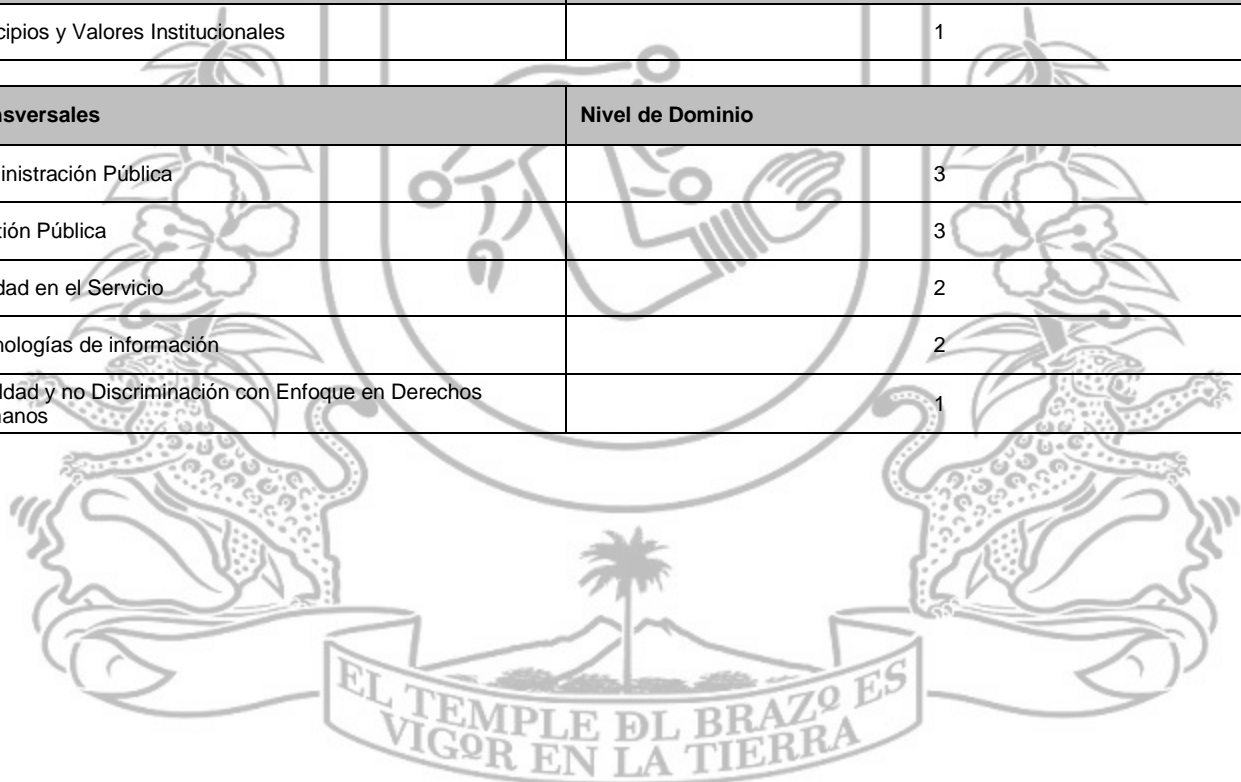 cipios y Valores Institucionales 1
nsversales Nivel de Dominio
inistración Pública 3
tión Pública 3
dad en el Servicio 2
nologías de información 2
ldad y no Discriminación con Enfoque en Derechos 1
anos
EL TEMPLE DL BRAZO ES
VIGOR EN LA TIERRA